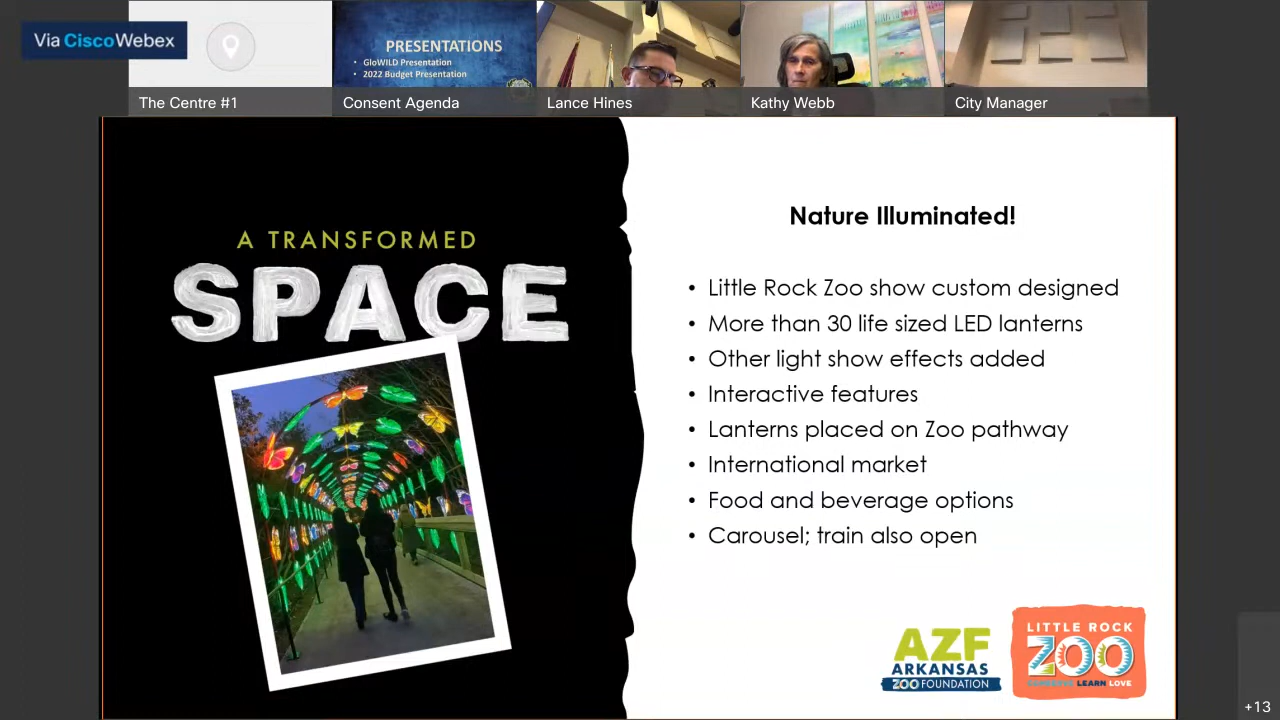 Via CiscoWebex
PRESENTATIONS
• GloWILD Presentation
• 2022 Budget Presentation
The Centre #1
Consent Agenda
Lance Hines
Kathy Webb
City Manager
A TRANSFORMED
SPACE
Nature Illuminated!
• Little Rock Zoo show custom designed
• More than 30 life sized LED lanterns
• Other light show effects added
• Interactive features
• Lanterns placed on Zoo pathway
• International market
• Food and beverage options
• Carousel; train also open
AZF
ARKANSAS
ZOO FOUNDATION
LITTLE ROCK
ZOO
LEARN LOVE
+13